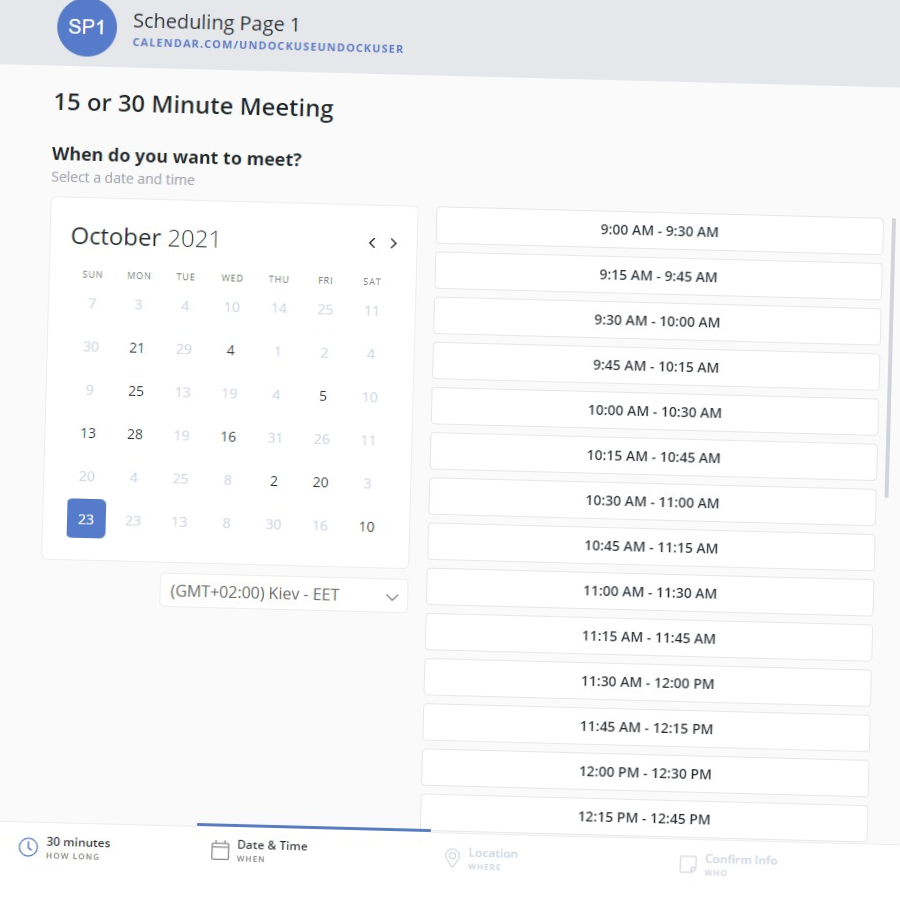 SP1
Scheduling Page 1
CALENDAR.COM/UNDOCKUSEUNDOCKUSER
15 or 30 Minute Meeting
When do you want to meet?
Select a date and time
October 2021
SUN MON TUE WED THU FRI SAT
7 3 4 10 14 25 11
30 21 29 4 1 2 4
9 25 13 19 4 5 10
13 28 19 16 31 26 11
20 4 25 8 2 20 3
23 23 13 8 30 16 10
(GMT+02:00) Kiev - EET
9:00 AM - 9:30 AM
9:15 AM - 9:45 AM
9:30 AM - 10:00 AM
9:45 AM - 10:15 AM
10:00 AM - 10:30 AM
10:15 AM - 10:45 AM
10:30 AM - 11:00 AM
10:45 AM - 11:15 AM
11:00 AM - 11:30 AM
11:15 AM - 11:45 AM
11:30 AM - 12:00 PM
11:45 AM - 12:15 PM
12:00 PM - 12:30 PM
12:15 PM - 12:45 PM
30 minutes
HOW LONG
Date & Time
WHEN
Location
WHERE
Confirm Info
WHO